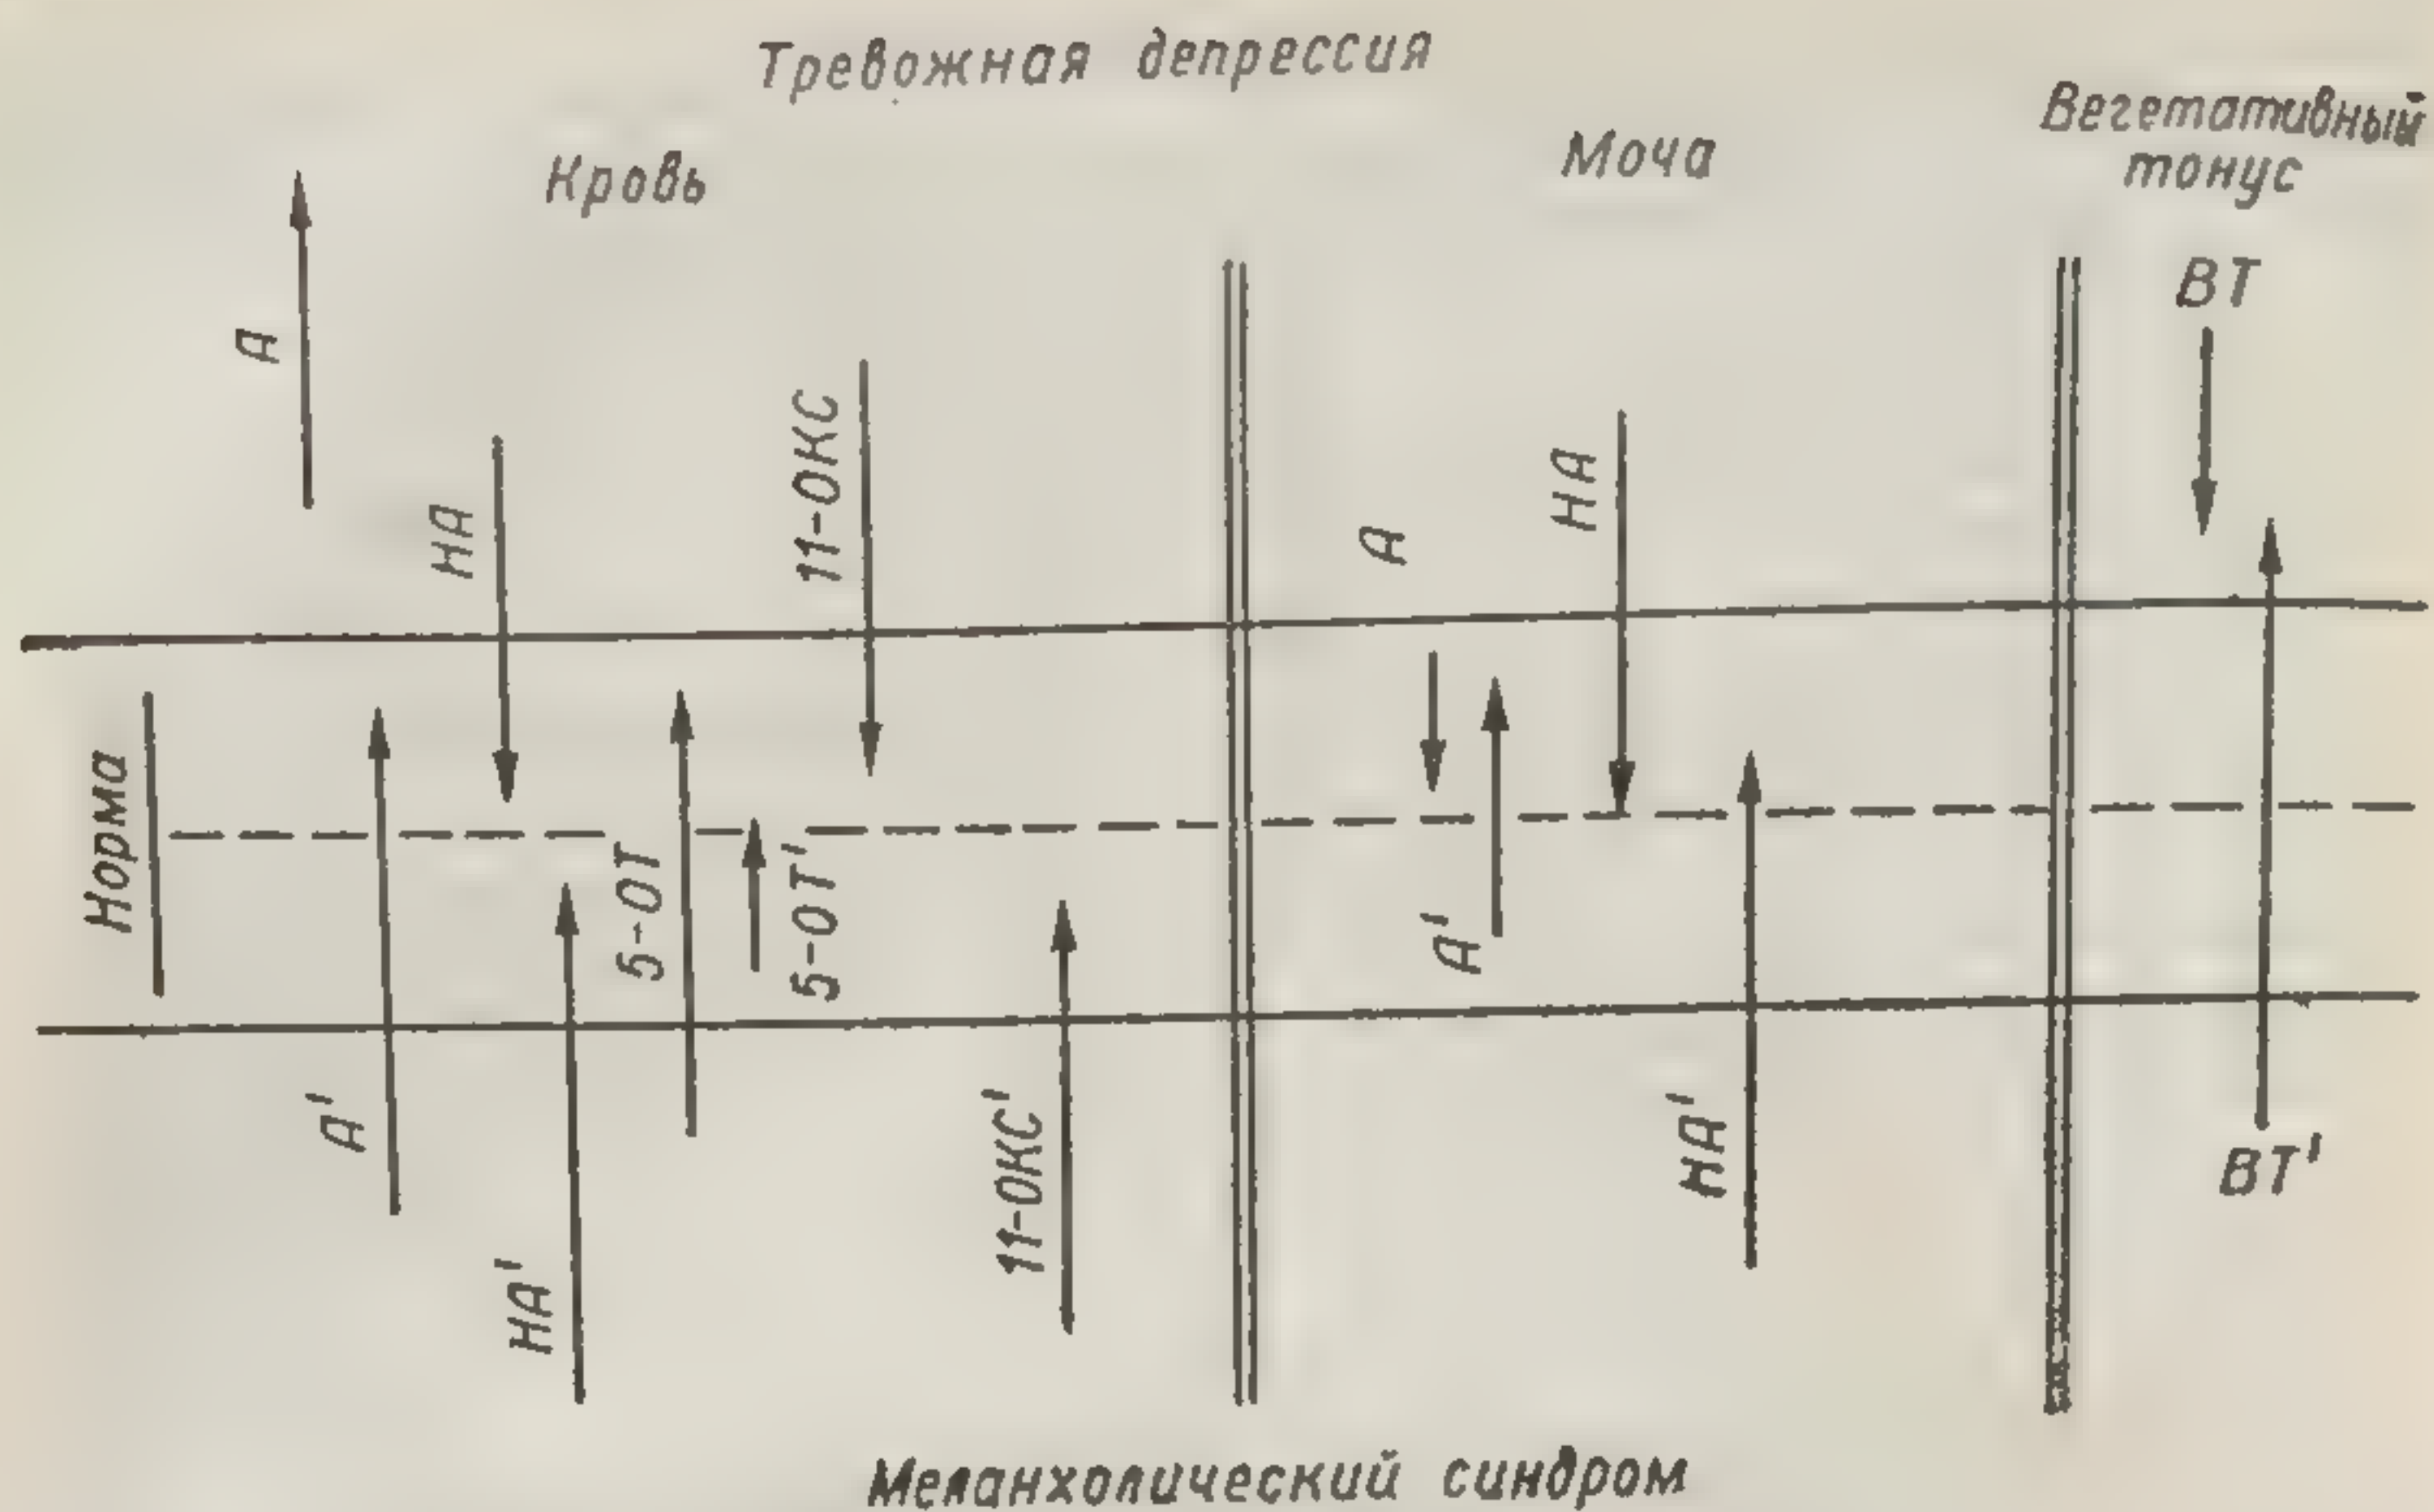 Тревожная депрессия
Кровь
Моча
Вегетативный
тонус
А
НА
11-ОКС
А
НА
ВТ
Норма
А'
НА'
5-ОТ
5-ОТ'
11-ОКС'
А'
НА'
ВТ'
Меланхолический синдром